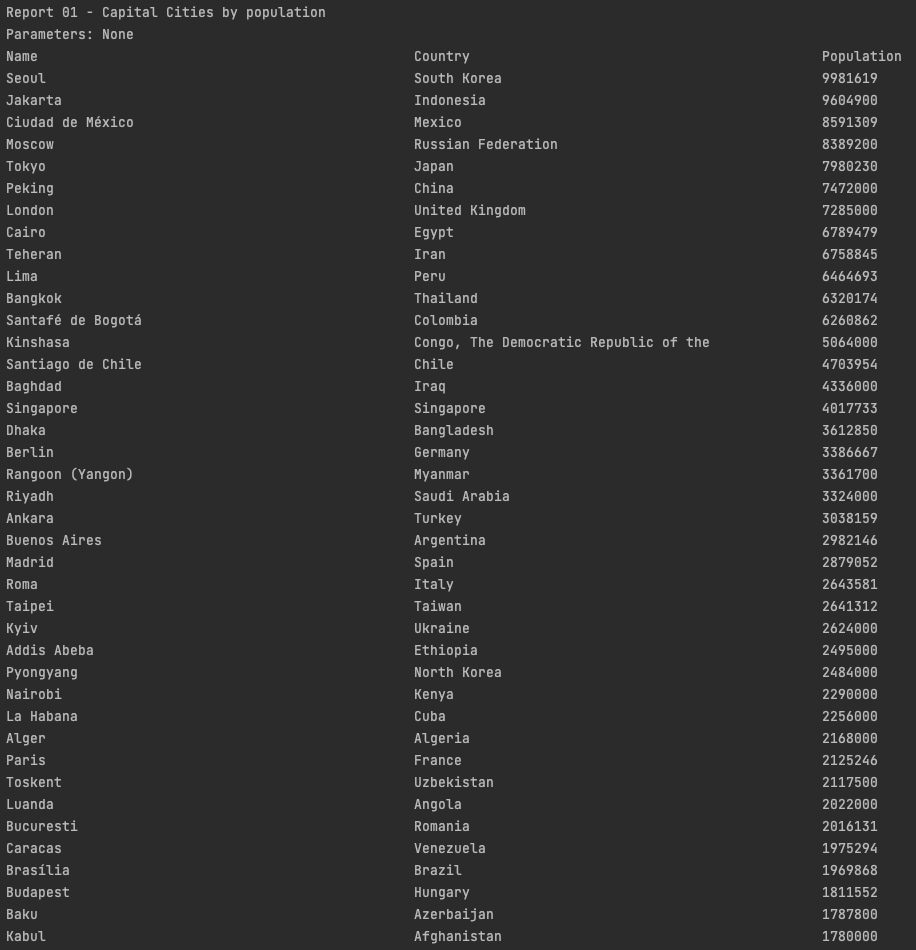 Report 01 - Capital Cities by population
Parameters: None
Name Country Population
Seoul South Korea 9981619
Jakarta Indonesia 9604900
Ciudad de México Mexico 8591309
Moscow Russian Federation 8389200
Tokyo Japan 7980230
Peking China 7472000
London United Kingdom 7285000
Cairo Egypt 6789479
Teheran Iran 6758845
Lima Peru 6464693
Bangkok Thailand 6320174
Santafé de Bogotá Colombia 6260862
Kinshasa Congo, The Democratic Republic of the 5064000
Santiago de Chile Chile 4703954
Baghdad Iraq 4336000
Singapore Singapore 4017733
Dhaka Bangladesh 3612850
Berlin Germany 3386667
Rangoon (Yangon) Myanmar 3361700
Riyadh Saudi Arabia 3324000
Ankara Turkey 3038159
Buenos Aires Argentina 2982146
Madrid Spain 2879052
Roma Italy 2643581
Taipei Taiwan 2641312
Kyiv Ukraine 2624000
Addis Abeba Ethiopia 2495000
Pyongyang North Korea 2484000
Nairobi Kenya 2290000
La Habana Cuba 2256000
Alger Algeria 2168000
Paris France 2125246
Toskent Uzbekistan 2117500
Luanda Angola 2022000
Bucuresti Romania 2016131
Caracas Venezuela 1975294
Brasília Brazil 1969868
Budapest Hungary 1811552
Baku Azerbaijan 1787800
Kabul Afghanistan 1780000